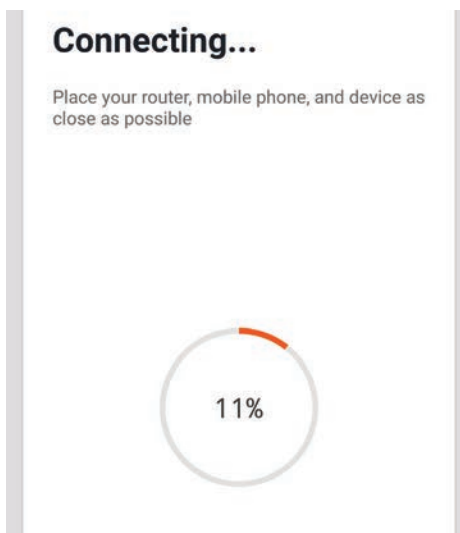 Connecting...
Place your router, mobile phone, and device as
close as possible
11%